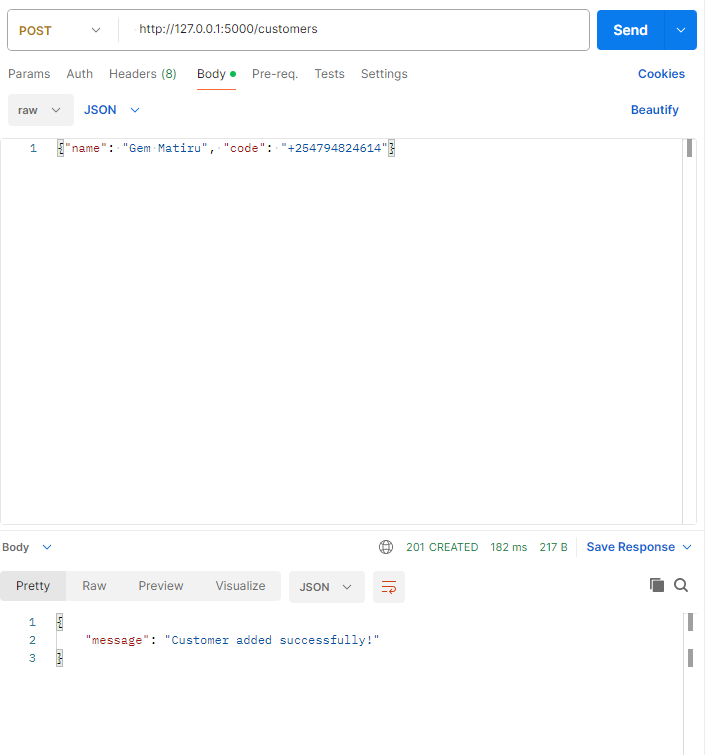 POST http://127.0.0.1:5000/customers Send
Params Auth Headers (8) Body Pre-req. Tests Settings Cookies
raw JSON Beautify
1 {"name": "Gem Matiru", "code": "+254794824614"}
Body 201 CREATED 182 ms 217 B Save Response
Pretty Raw Preview Visualize JSON
1 {
2 "message": "Customer added successfully!"
3 }